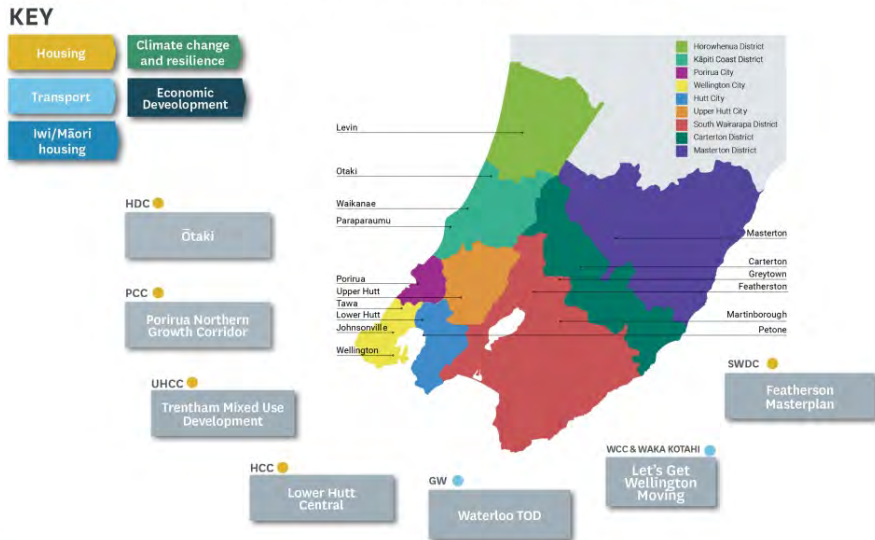 KEY
Housing
Climate change
and resilience
Transport
Economic
Deveolopment
Iwi/Māori
housing
Horowhenua District
Kāpiti Coast District
Porirua City
Wellington City
Hutt City
Upper Hutt City
South Wairarapa District
Carterton District
Masterton District
Levin
Otaki
Waikanae
Paraparaumu
Porirua
Upper Hutt
Tawa
Lower Hutt
Johnsonville
Wellington
Masterton
Carterton
Greytown
Featherston
Martinborough
Petone
HDC
Ōtaki
PCC
Porirua Northern
Growth Corridor
UHCC
Trentham Mixed Use
Development
HCC
Lower Hutt
Central
GW
Waterloo TOD
WCC & WAKA KOTAHI
Let's Get
Wellington
Moving
SWDC
Featherson
Masterplan